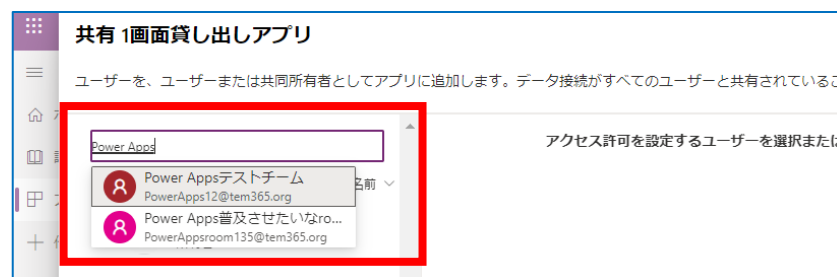 共有 1画面貸し出しアプリ
ユーザーを、ユーザーまたは共同所有者としてアプリに追加します。データ接続がすべてのユーザーと共有されているこ
Power Apps
アクセス許可を設定するユーザーを選択または
Power Appsテストチーム
PowerApps12@tem365.org
名前
Power Apps普及させたいなro...
PowerAppsroom135@tem365.org